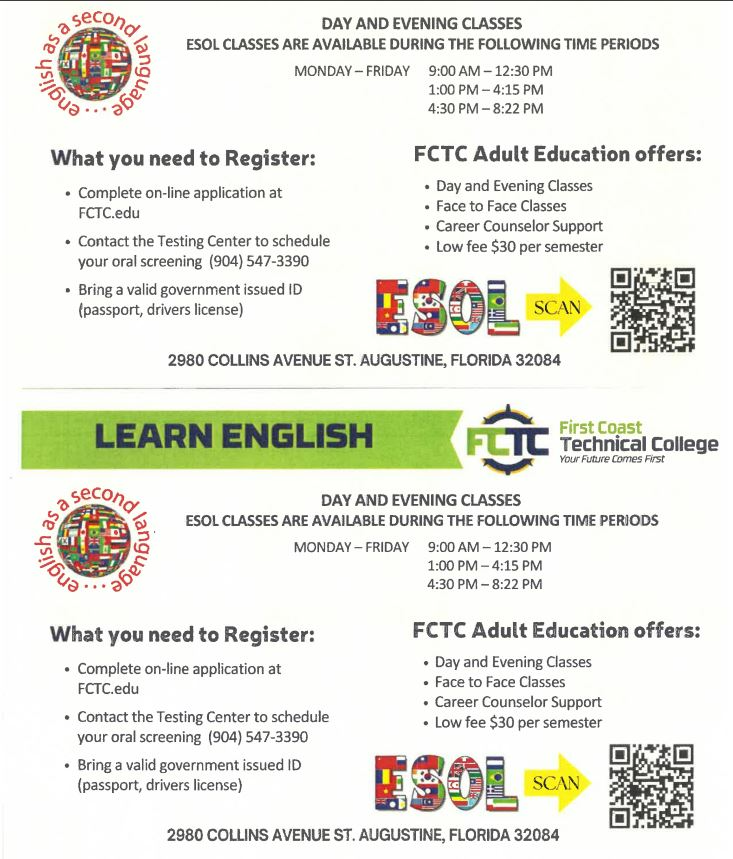 english as a second language...
DAY AND EVENING CLASSES
ESOL CLASSES ARE AVAILABLE DURING THE FOLLOWING TIME PERIODS
MONDAY – FRIDAY 9:00 AM – 12:30 PM
1:00 PM – 4:15 PM
4:30 PM – 8:22 PM
What you need to Register:
• Complete on-line application at
FCTC.edu
• Contact the Testing Center to schedule
your oral screening (904) 547-3390
• Bring a valid government issued ID
(passport, drivers license)
FCTC Adult Education offers:
• Day and Evening Classes
• Face to Face Classes
• Career Counselor Support
• Low fee $30 per semester
ESOL SCAN
2980 COLLINS AVENUE ST. AUGUSTINE, FLORIDA 32084
LEARN ENGLISH
FCTC
First Coast
Technical College
Your Future Comes First
english as a second language...
DAY AND EVENING CLASSES
ESOL CLASSES ARE AVAILABLE DURING THE FOLLOWING TIME PERIODS
MONDAY – FRIDAY 9:00 AM – 12:30 PM
1:00 PM – 4:15 PM
4:30 PM – 8:22 PM
What you need to Register:
• Complete on-line application at
FCTC.edu
• Contact the Testing Center to schedule
your oral screening (904) 547-3390
• Bring a valid government issued ID
(passport, drivers license)
FCTC Adult Education offers:
• Day and Evening Classes
• Face to Face Classes
• Career Counselor Support
• Low fee $30 per semester
ESOL SCAN
2980 COLLINS AVENUE ST. AUGUSTINE, FLORIDA 32084